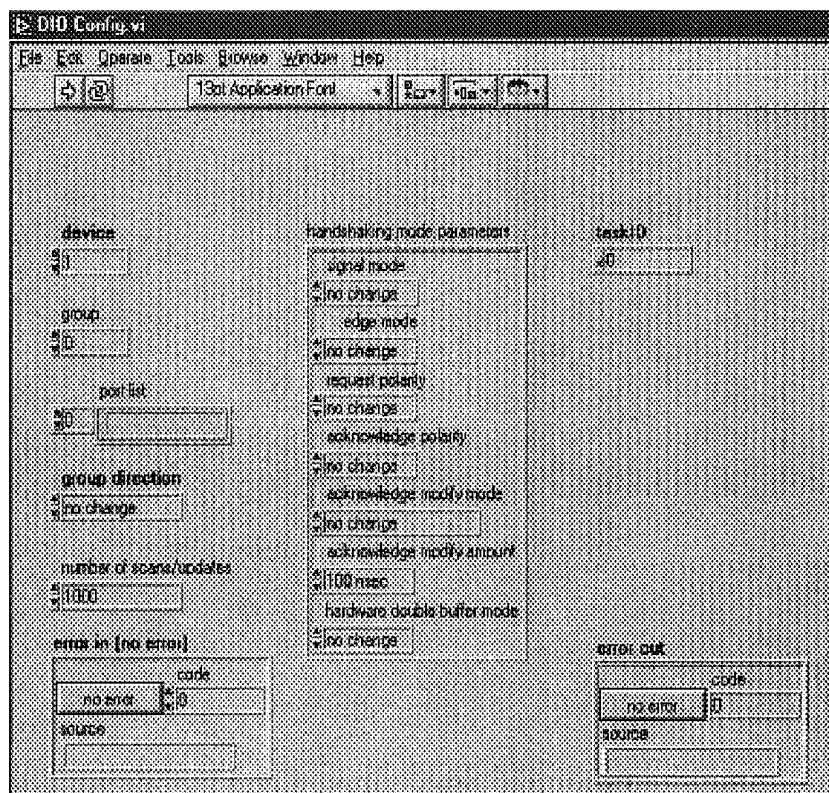 DIO Config.vi
File Edit Operate Tools Browse Window Help
13pt Application Font
device
1
group
0
port list
0
group direction
no change
number of scans/updates
1000
error in (no error)
code
no error
0
source
handshaking mode parameters
signal mode
no change
edge mode
no change
request polarity
no change
acknowledge polarity
no change
acknowledge modify mode
no change
acknowledge modify amount
100 nsec
hardware double buffer mode
no change
taskID
0
error out
code
no error
0
source